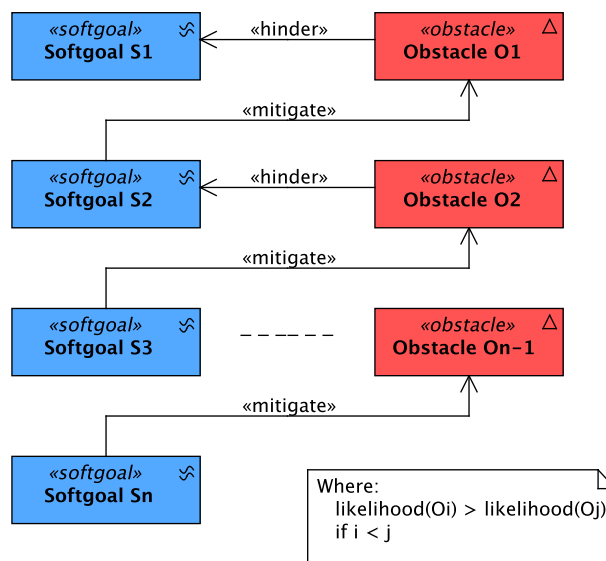 «softgoal»
Softgoal S1
«hinder»
«obstacle»
Obstacle O1
«mitigate»
«softgoal»
Softgoal S2
«hinder»
«obstacle»
Obstacle O2
«mitigate»
«softgoal»
Softgoal S3
«obstacle»
Obstacle On-1
«mitigate»
«softgoal»
Softgoal Sn
Where:
likelihood(Oi) > likelihood(Oj)
if i < j